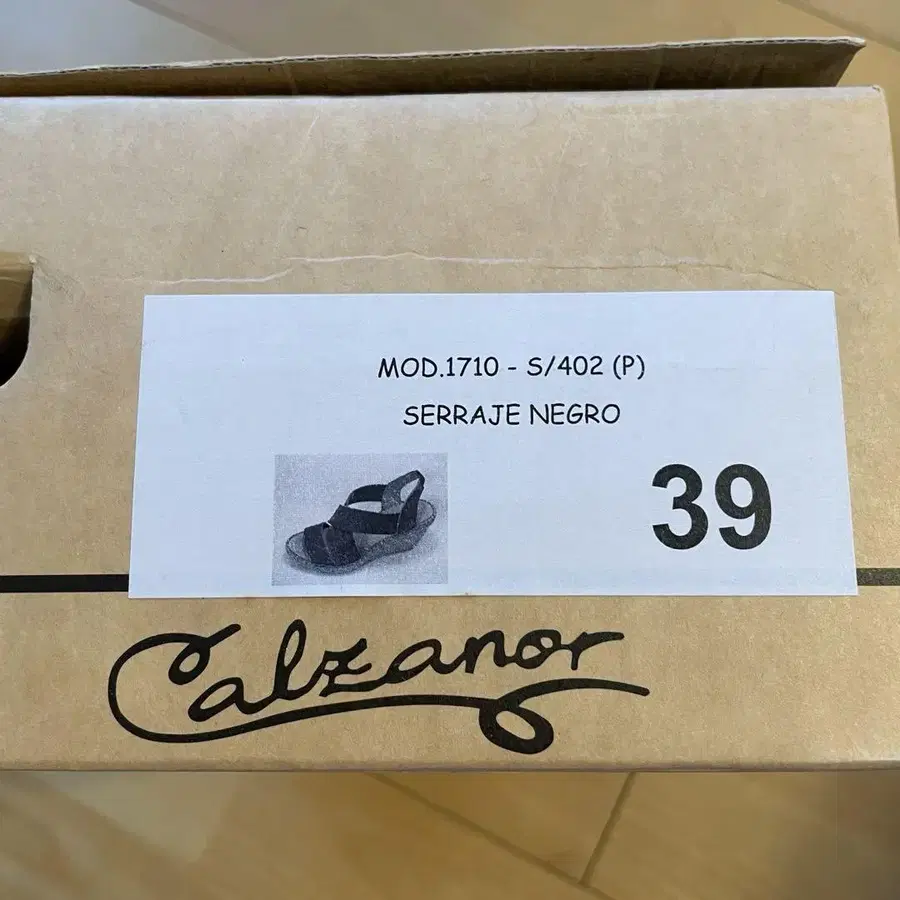 MOD.1710 - S/402 (P)
SERRAJE NEGRO
39
Calzanor